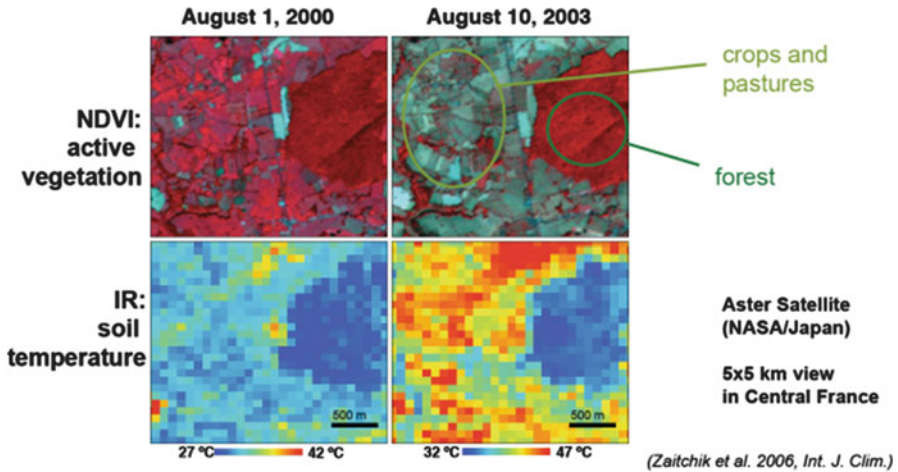 August 1, 2000
August 10, 2003
NDVI:
active
vegetation
crops and
pastures
forest
IR:
soil
temperature
500 m
500 m
Aster Satellite
(NASA/Japan)
5x5 km view
in Central France
27 ºC
42 ºC
32 ºC
47 ºC
(Zaitchik et al. 2006, Int. J. Clim.)